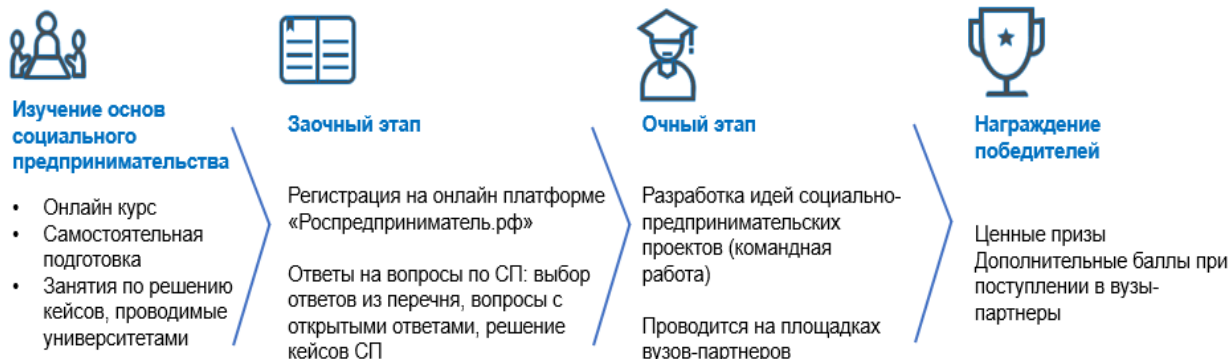 Изучение основ
социального
предпринимательства
• Онлайн курс
• Самостоятельная
подготовка
• Занятия по решению
кейсов, проводимые
университетами
Заочный этап
Регистрация на онлайн платформе
«Роспредприниматель.рф»
Ответы на вопросы по СП: выбор
ответов из перечня, вопросы с
открытыми ответами, решение
кейсов СП
Очный этап
Разработка идей социально-
предпринимательских
проектов (командная
работа)
Проводится на площадках
вузов-партнеров
Награждение
победителей
Ценные призы
Дополнительные баллы при
поступлении в вузы-
партнеры